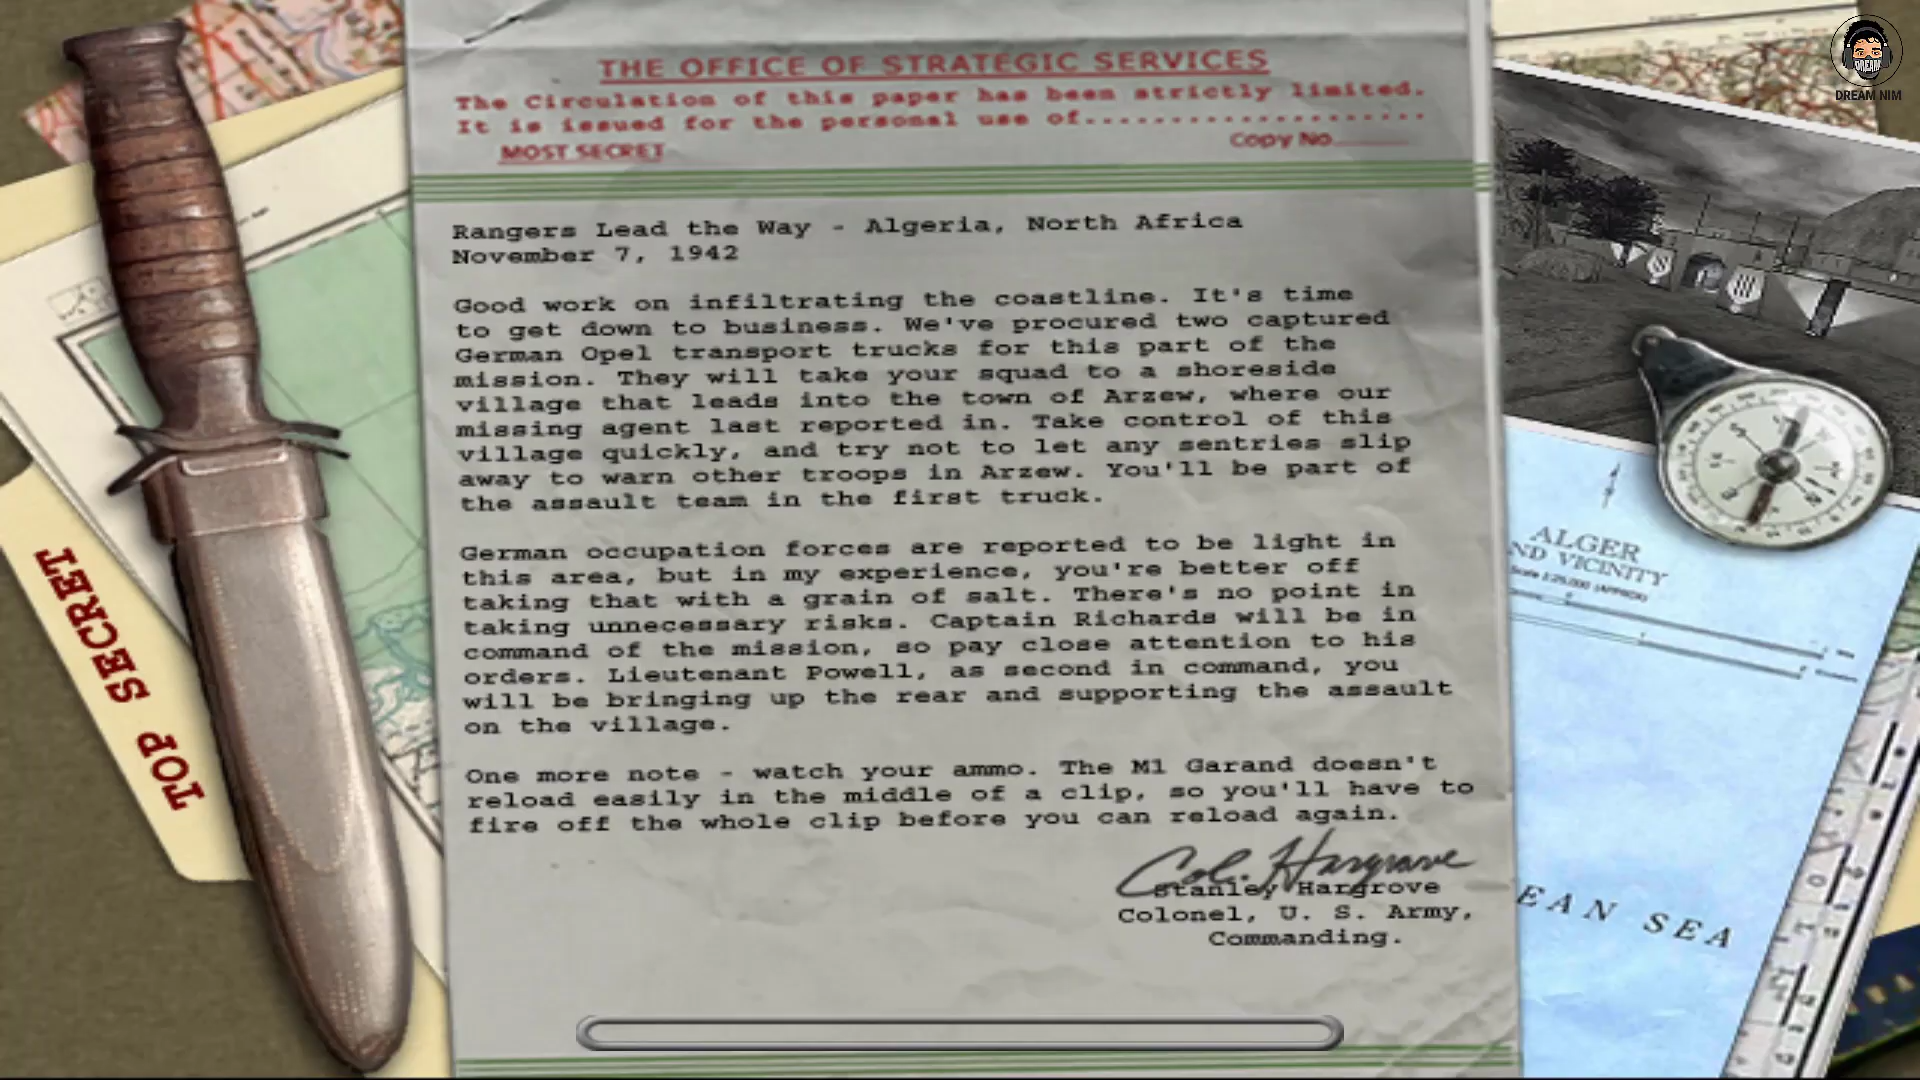 THE OFFICE OF STRATEGIC SERVICES
The Circulation of this paper has been strictly limited.
It is issued for the personal use of.....................
MOST SECRET
Copy No.
Rangers Lead the Way - Algeria, North Africa
November 7, 1942
Good work on infiltrating the coastline. It's time
to get down to business. We've procured two captured
German Opel transport trucks for this part of the
mission. They will take your squad to a shoreside
village that leads into the town of Arzew, where our
missing agent last reported in. Take control of this
village quickly, and try not to let any sentries slip
away to warn other troops in Arzew. You'll be part of
the assault team in the first truck.
German occupation forces are reported to be light in
this area, but in my experience, you're better off
taking that with a grain of salt. There's no point in
taking unnecessary risks. Captain Richards will be in
command of the mission, so pay close attention to his
orders. Lieutenant Powell, as second in command, you
will be bringing up the rear and supporting the assault
on the village.
One more note - watch your ammo. The M1 Garand doesn't
reload easily in the middle of a clip, so you'll have to
fire off the whole clip before you can reload again.
Col. Hargrove
Stanley Hargrove
Colonel, U. S. Army,
Commanding.
TOP SECRET
DREAM
DREAM NIM
ALGER
ND VICINITY
EAN SEA